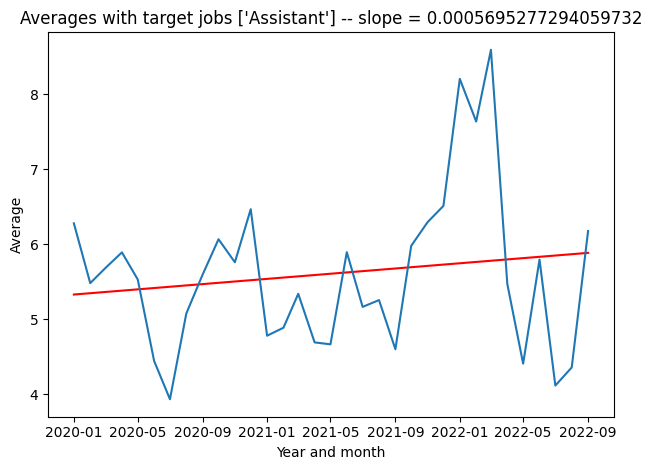 Averages with target jobs ['Assistant'] -- slope = 0.0005695277294059732
Average
8
7
6
5
4
2020-01 2020-05 2020-09 2021-01 2021-05 2021-09 2022-01 2022-05 2022-09
Year and month